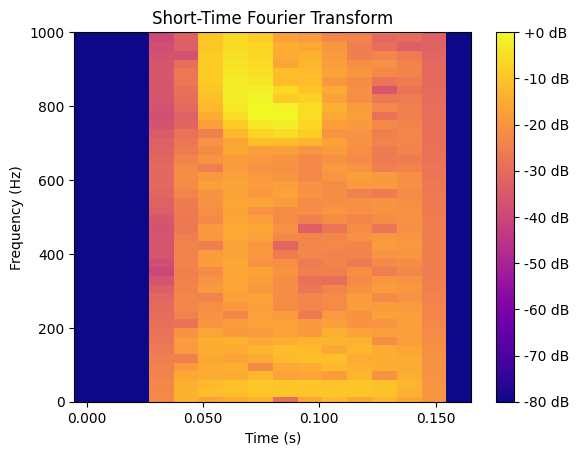 Short-Time Fourier Transform
1000
800
600
400
200
0
Frequency (Hz)
0.000
0.050
0.100
0.150
Time (s)
+0 dB
-10 dB
-20 dB
-30 dB
-40 dB
-50 dB
-60 dB
-70 dB
-80 dB